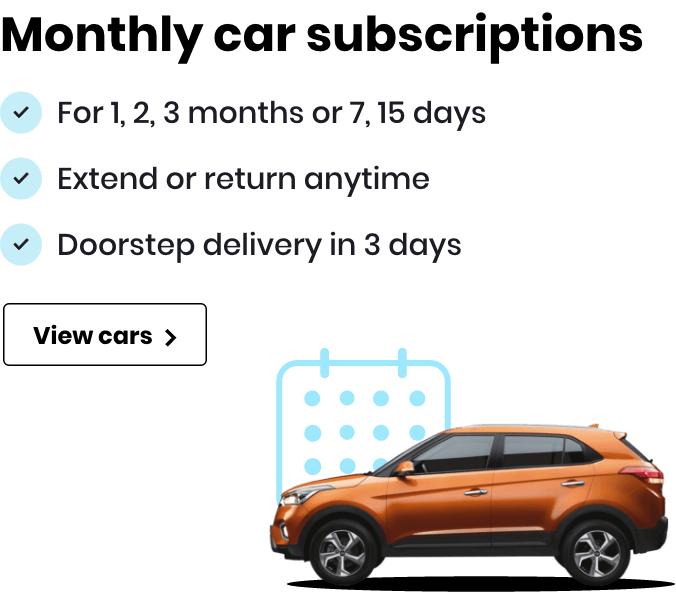 Monthly car subscriptions
For 1, 2, 3 months or 7, 15 days
Extend or return anytime
Doorstep delivery in 3 days
View cars